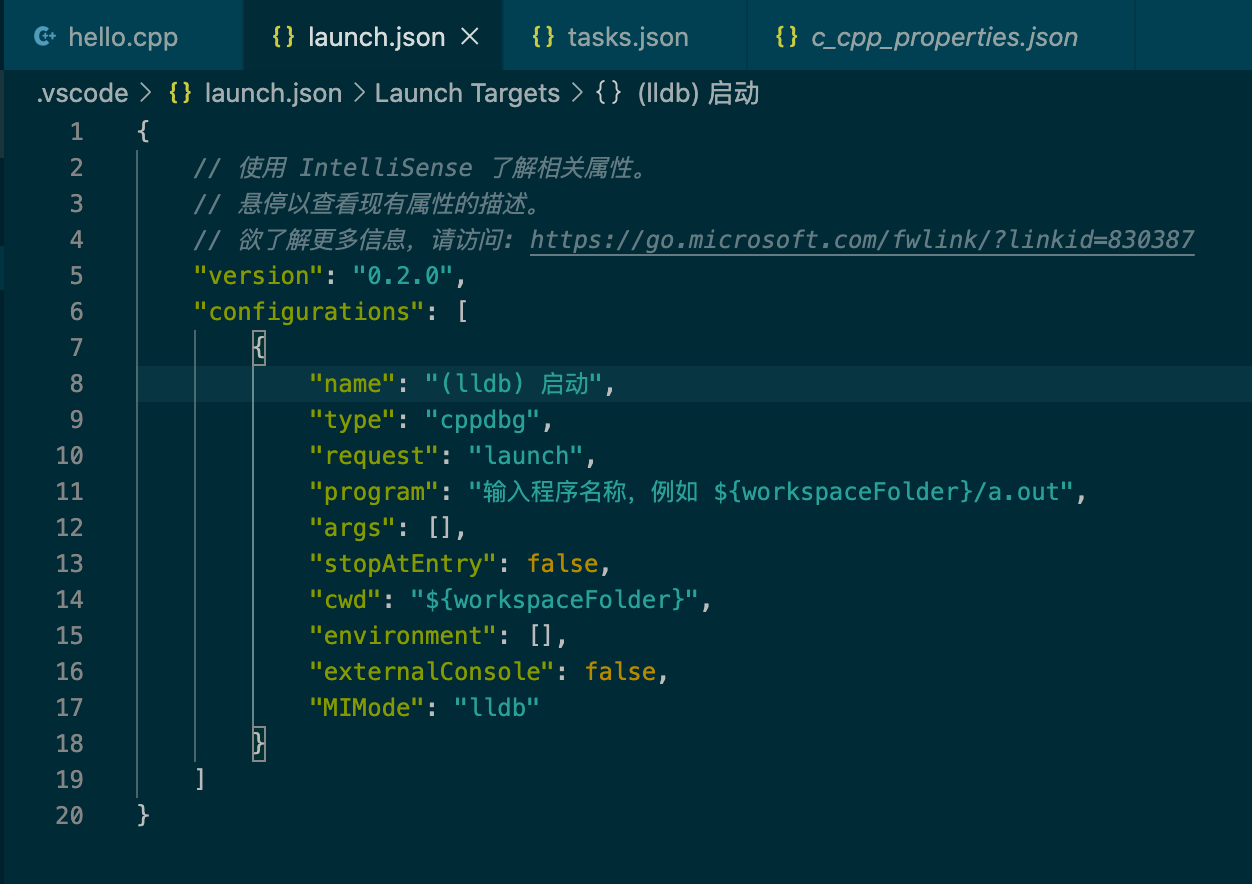 hello.cpp {} launch.json × {} tasks.json {} c_cpp_properties.json
.vscode > {} launch.json > Launch Targets > {} (lldb) 启动
1 {
2 // 使用 IntelliSense 了解相关属性。
3 // 悬停以查看现有属性的描述。
4 // 欲了解更多信息，请访问: https://go.microsoft.com/fwlink/?linkid=830387
5 "version": "0.2.0",
6 "configurations": [
7 {
8 "name": "(lldb) 启动",
9 "type": "cppdbg",
10 "request": "launch",
11 "program": "输入程序名称，例如 ${workspaceFolder}/a.out",
12 "args": [],
13 "stopAtEntry": false,
14 "cwd": "${workspaceFolder}",
15 "environment": [],
16 "externalConsole": false,
17 "MIMode": "lldb"
18 }
19 ]
20 }